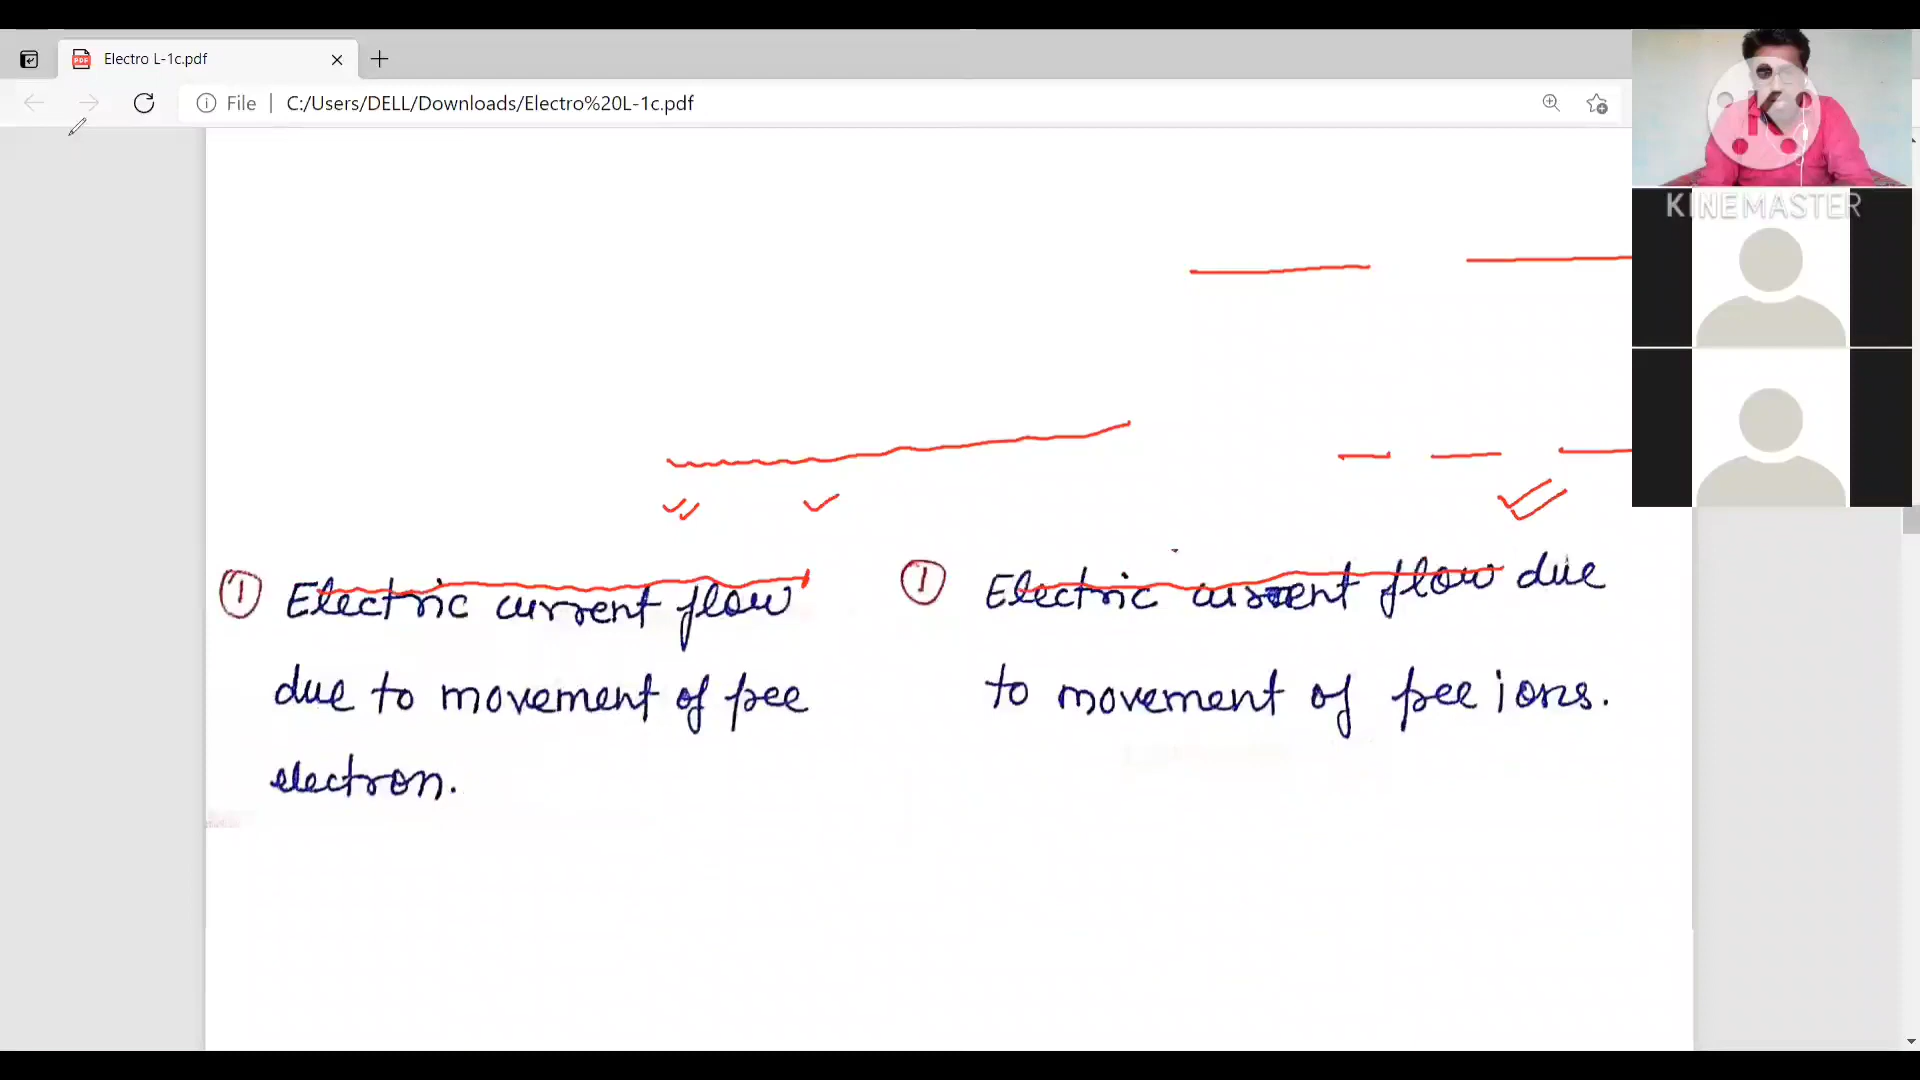 Electro L-1c.pdf
File | C:/Users/DELL/Downloads/Electro%20L-1c.pdf
K
KINEMASTER
① Electric current flow
due to movement of free
electron.
① Electric current flow due
to movement of free ions.